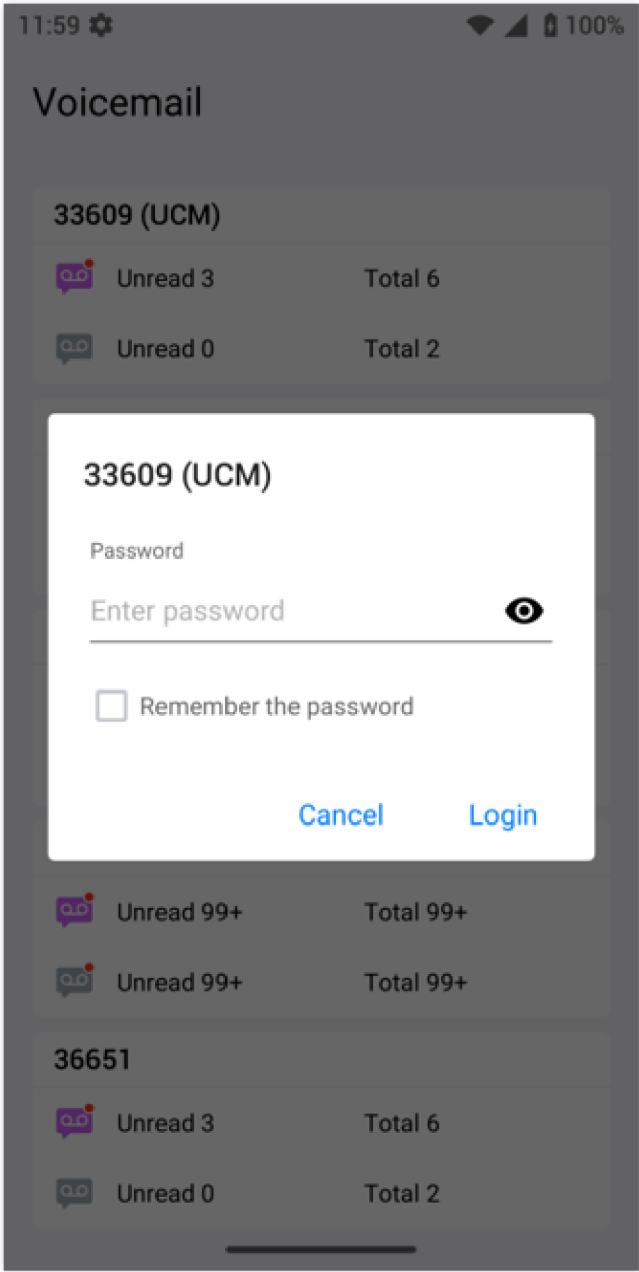 11:59 100%
Voicemail
33609 (UCM)
Unread 3 Total 6
Unread 0 Total 2
33609 (UCM)
Password
Enter password
Remember the password
Cancel Login
Unread 99+ Total 99+
Unread 99+ Total 99+
36651
Unread 3 Total 6
Unread 0 Total 2